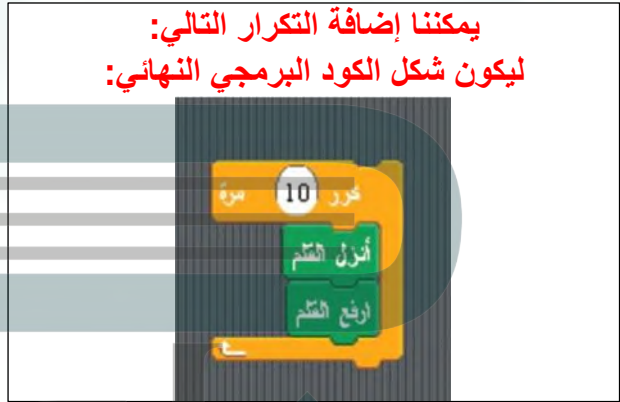 يمكننا إضافة التكرار التالي:
ليكون شكل الكود البرمجي النهائي:
كرر 10 مرة
أنزل القلم
ارفع القلم